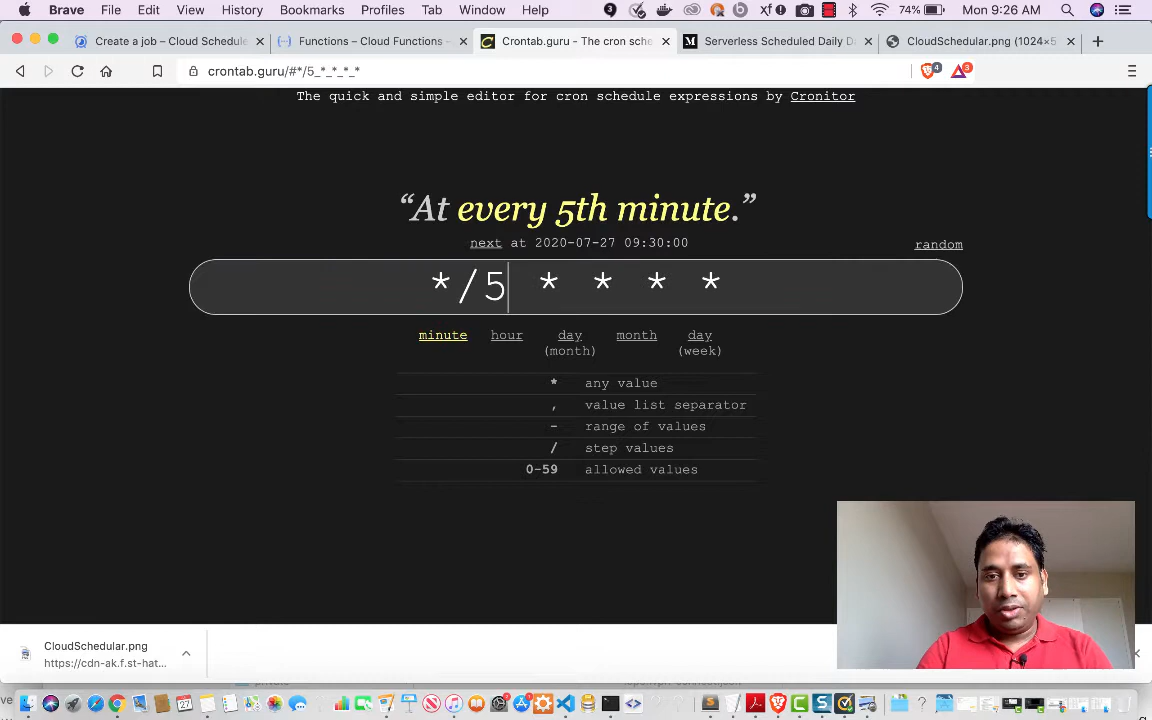 Brave File Edit View History Bookmarks Profiles Tab Window Help 3 74% Mon 9:26 AM
Create a job – Cloud Schedule Functions – Cloud Functions – Crontab.guru – The cron sche Serverless Scheduled Daily D CloudSchedular.png (1024×5
crontab.guru/#*/5_*_*_*_* 4 3
The quick and simple editor for cron schedule expressions by Cronitor
“At every 5th minute.”
next at 2020-07-27 09:30:00
random
*/5 * * * *
minute hour day (month) month day (week)
* any value
, value list separator
- range of values
/ step values
0-59 allowed values
CloudSchedular.png
https://cdn-ak.f.st-hat...